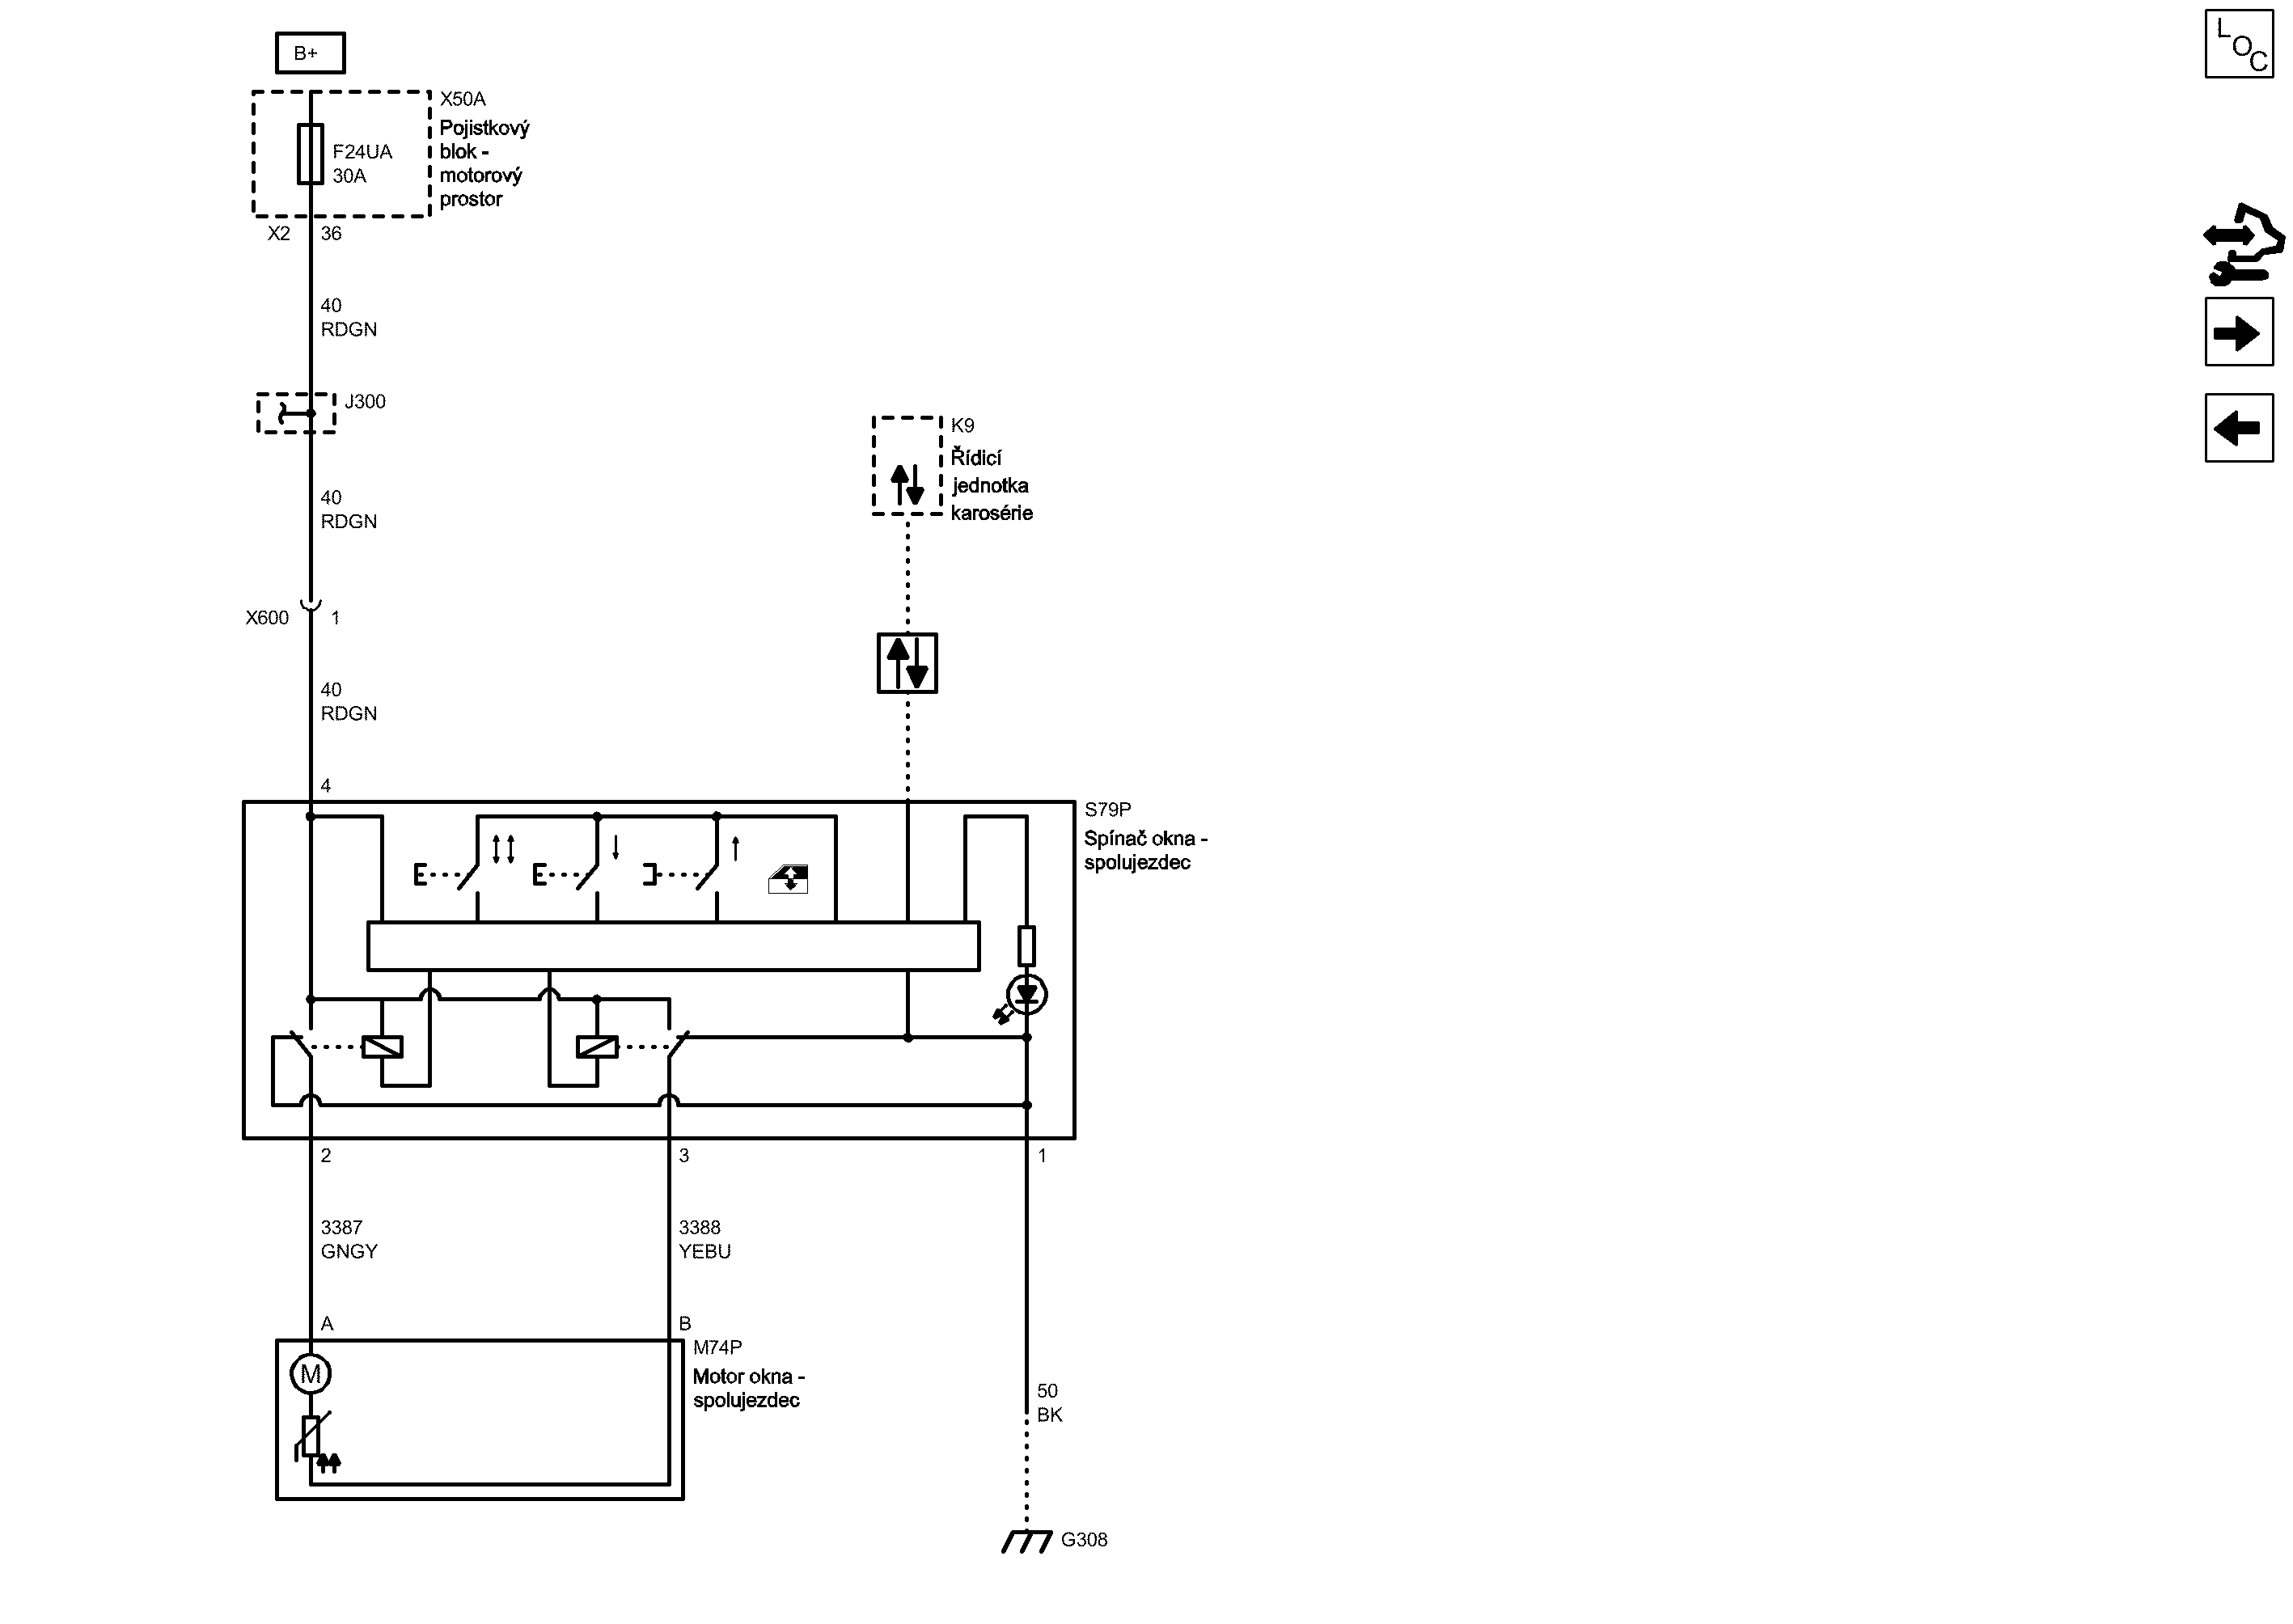 LOC
B+
X50A
Pojistkový
blok -
motorový
prostor
F24UA
30A
X2
36
40
RDGN
J300
K9
Řídicí
jednotka
karosérie
40
RDGN
X600
1
40
RDGN
4
S79P
Spínač okna -
spolujezdec
2
3
1
3387
GNGY
3388
YEBU
A
B
M74P
Motor okna -
spolujezdec
M
50
BK
G308